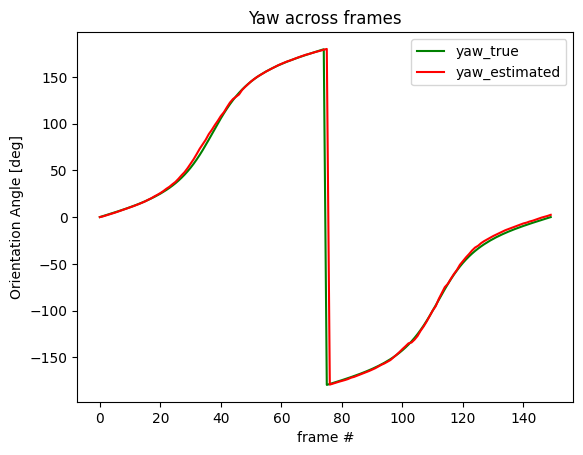 Yaw across frames
yaw_true
yaw_estimated
Orientation Angle [deg]
150
100
50
0
−50
−100
−150
0 20 40 60 80 100 120 140
frame #